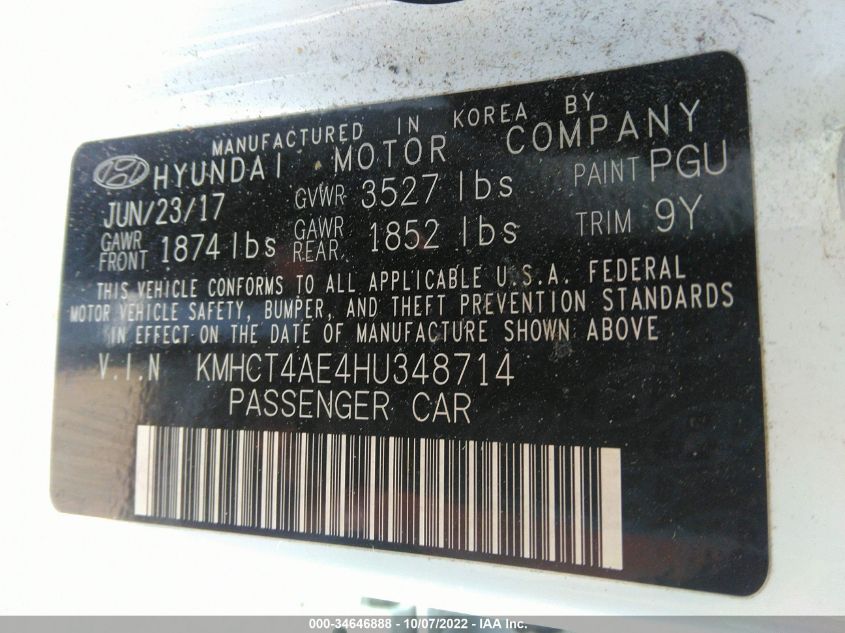 MANUFACTURED IN KOREA BY
HYUNDAI MOTOR COMPANY
JUN/23/17 GVWR 3527 lbs PAINT PGU
GAWR FRONT 1874 lbs GAWR REAR. 1852 lbs TRIM 9Y
THIS VEHICLE CONFORMS TO ALL APPLICABLE U.S.A. FEDERAL
MOTOR VEHICLE SAFETY, BUMPER, AND THEFT PREVENTION STANDARDS
IN EFFECT ON THE DATE OF MANUFACTURE SHOWN ABOVE
V.I.N KMHCT4AE4HU348714
PASSENGER CAR
000-34646888 - 10/07/2022 - IAA Inc.